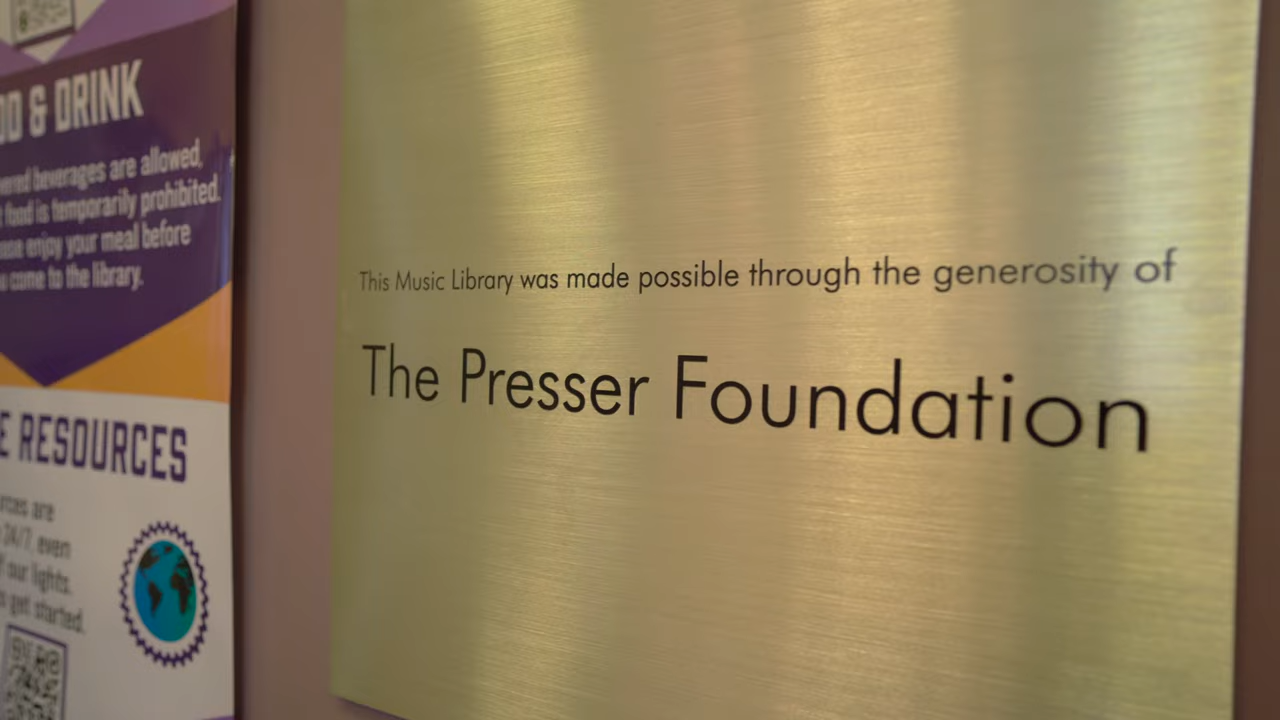 & DRINK
beverages are allowed,
food is temporarily prohibited.
enjoy your meal before
come to the library.
RESOURCES
are
24/7, even
our lights.
get started.
This Music Library was made possible through the generosity of
The Presser Foundation